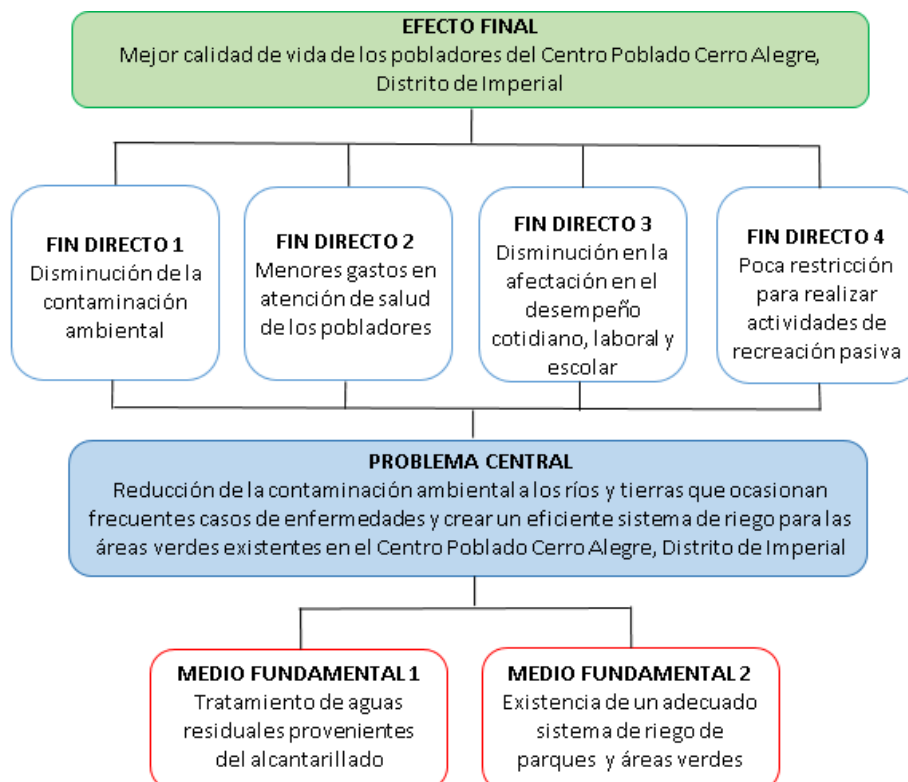 EFECTO FINAL
Mejor calidad de vida de los pobladores del Centro Poblado Cerro Alegre,
Distrito de Imperial
FIN DIRECTO 1
Disminución de la
contaminación
ambiental
FIN DIRECTO 2
Menores gastos en
atención de salud
de los pobladores
FIN DIRECTO 3
Disminución en la
afectación en el
desempeño
cotidiano, laboral y
escolar
FIN DIRECTO 4
Poca restricción
para realizar
actividades de
recreación pasiva
PROBLEMA CENTRAL
Reducción de la contaminación ambiental a los ríos y tierras que ocasionan
frecuentes casos de enfermedades y crear un eficiente sistema de riego para las
áreas verdes existentes en el Centro Poblado Cerro Alegre, Distrito de Imperial
MEDIO FUNDAMENTAL 1
Tratamiento de aguas
residuales provenientes
del alcantarillado
MEDIO FUNDAMENTAL 2
Existencia de un adecuado
sistema de riego de
parques y áreas verdes